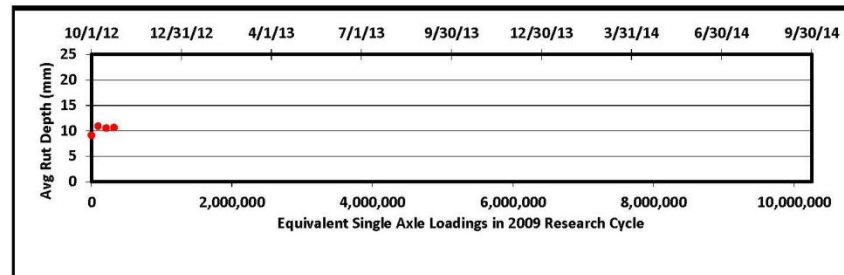 10/1/12 12/31/12 4/1/13 7/1/13 9/30/13 12/30/13 3/31/14 6/30/14 9/30/14
25
20
15
10
5
0
Avg Rut Depth (mm)
0 2,000,000 4,000,000 6,000,000 8,000,000 10,000,000
Equivalent Single Axle Loadings in 2009 Research Cycle